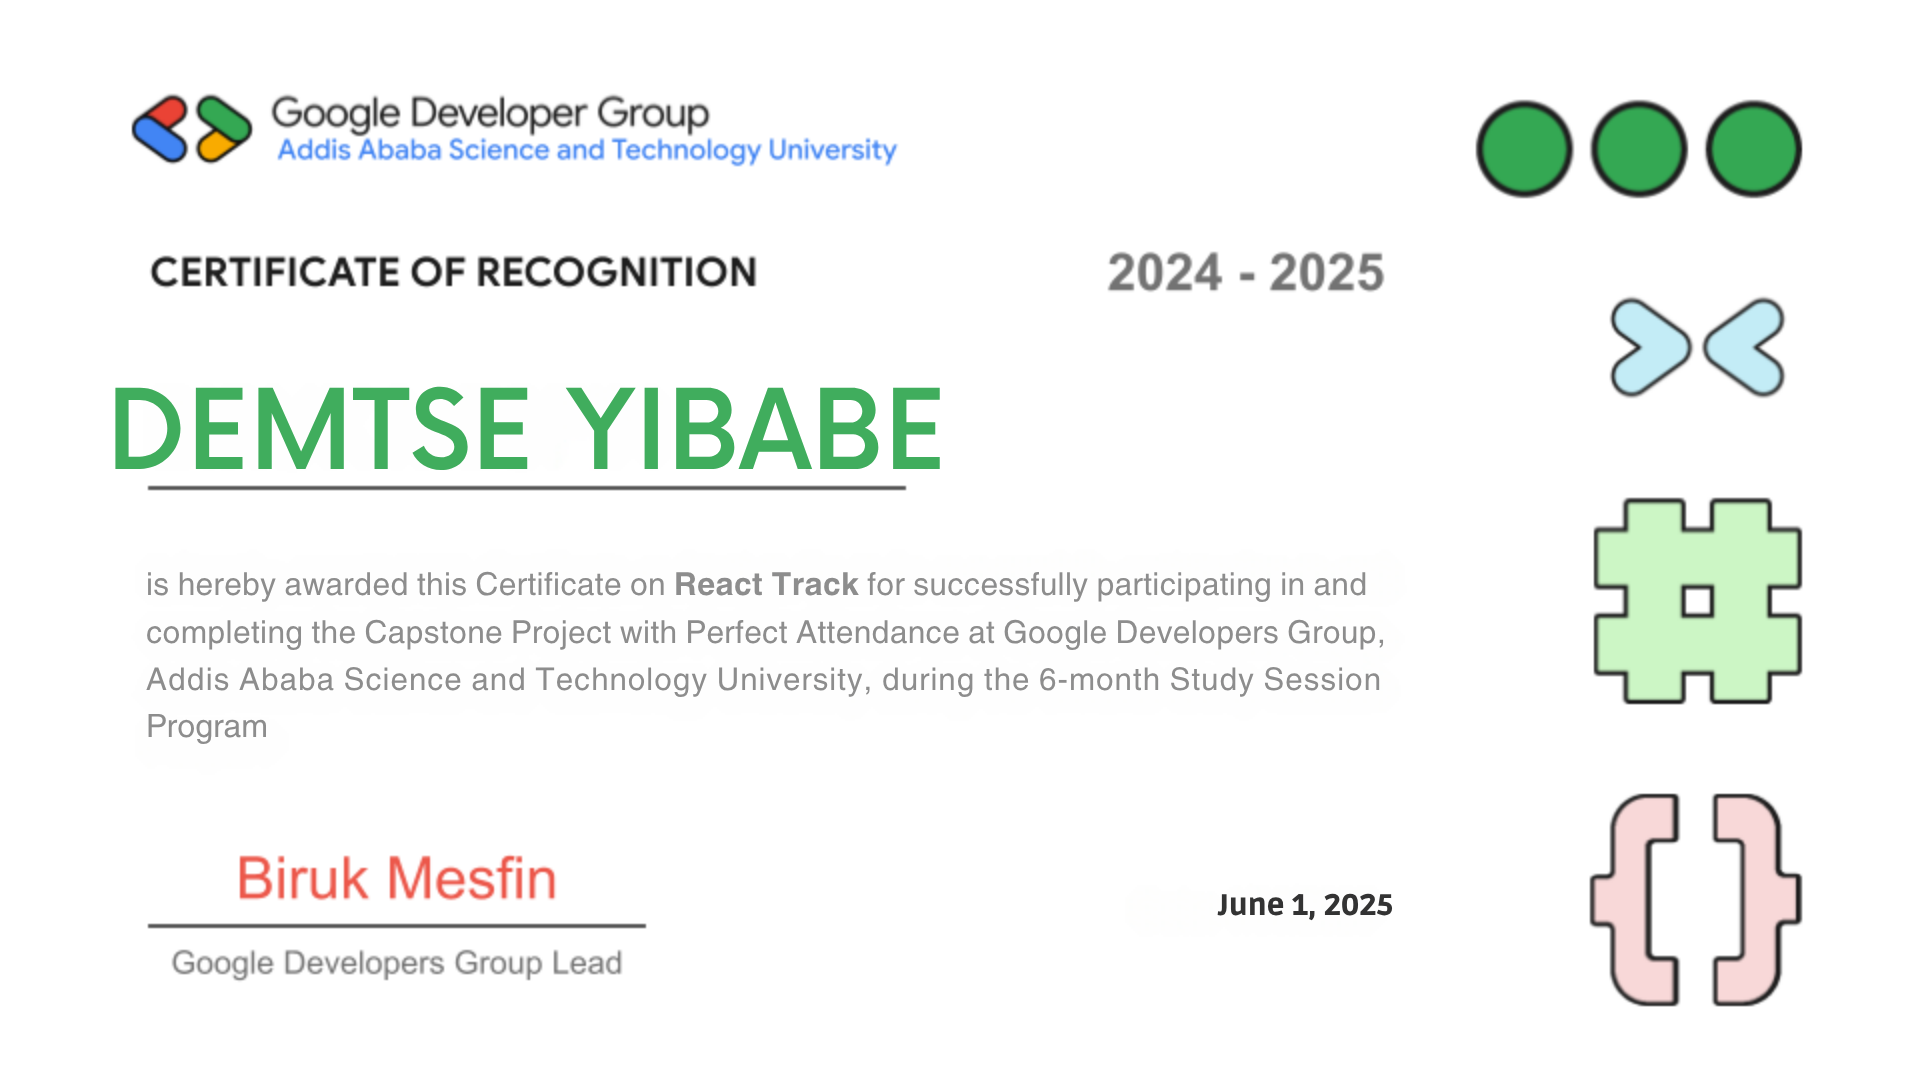 Google Developer Group
Addis Ababa Science and Technology University
CERTIFICATE OF RECOGNITION
2024 - 2025
DEMTSE YIBABE
is hereby awarded this Certificate on React Track for successfully participating in and
completing the Capstone Project with Perfect Attendance at Google Developers Group,
Addis Ababa Science and Technology University, during the 6-month Study Session
Program
Biruk Mesfin
June 1, 2025
Google Developers Group Lead